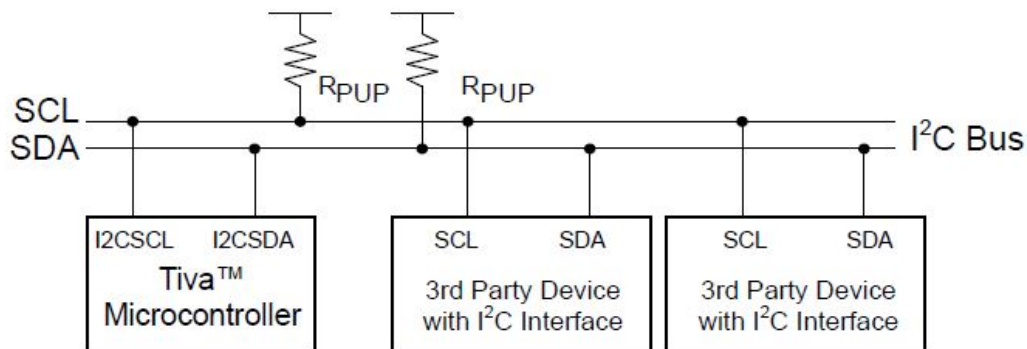 RPUP RPUP
SCL
SDA
I²C Bus
I2CSCL I2CSDA
Tiva™
Microcontroller
SCL SDA
3rd Party Device
with I²C Interface
SCL SDA
3rd Party Device
with I²C Interface